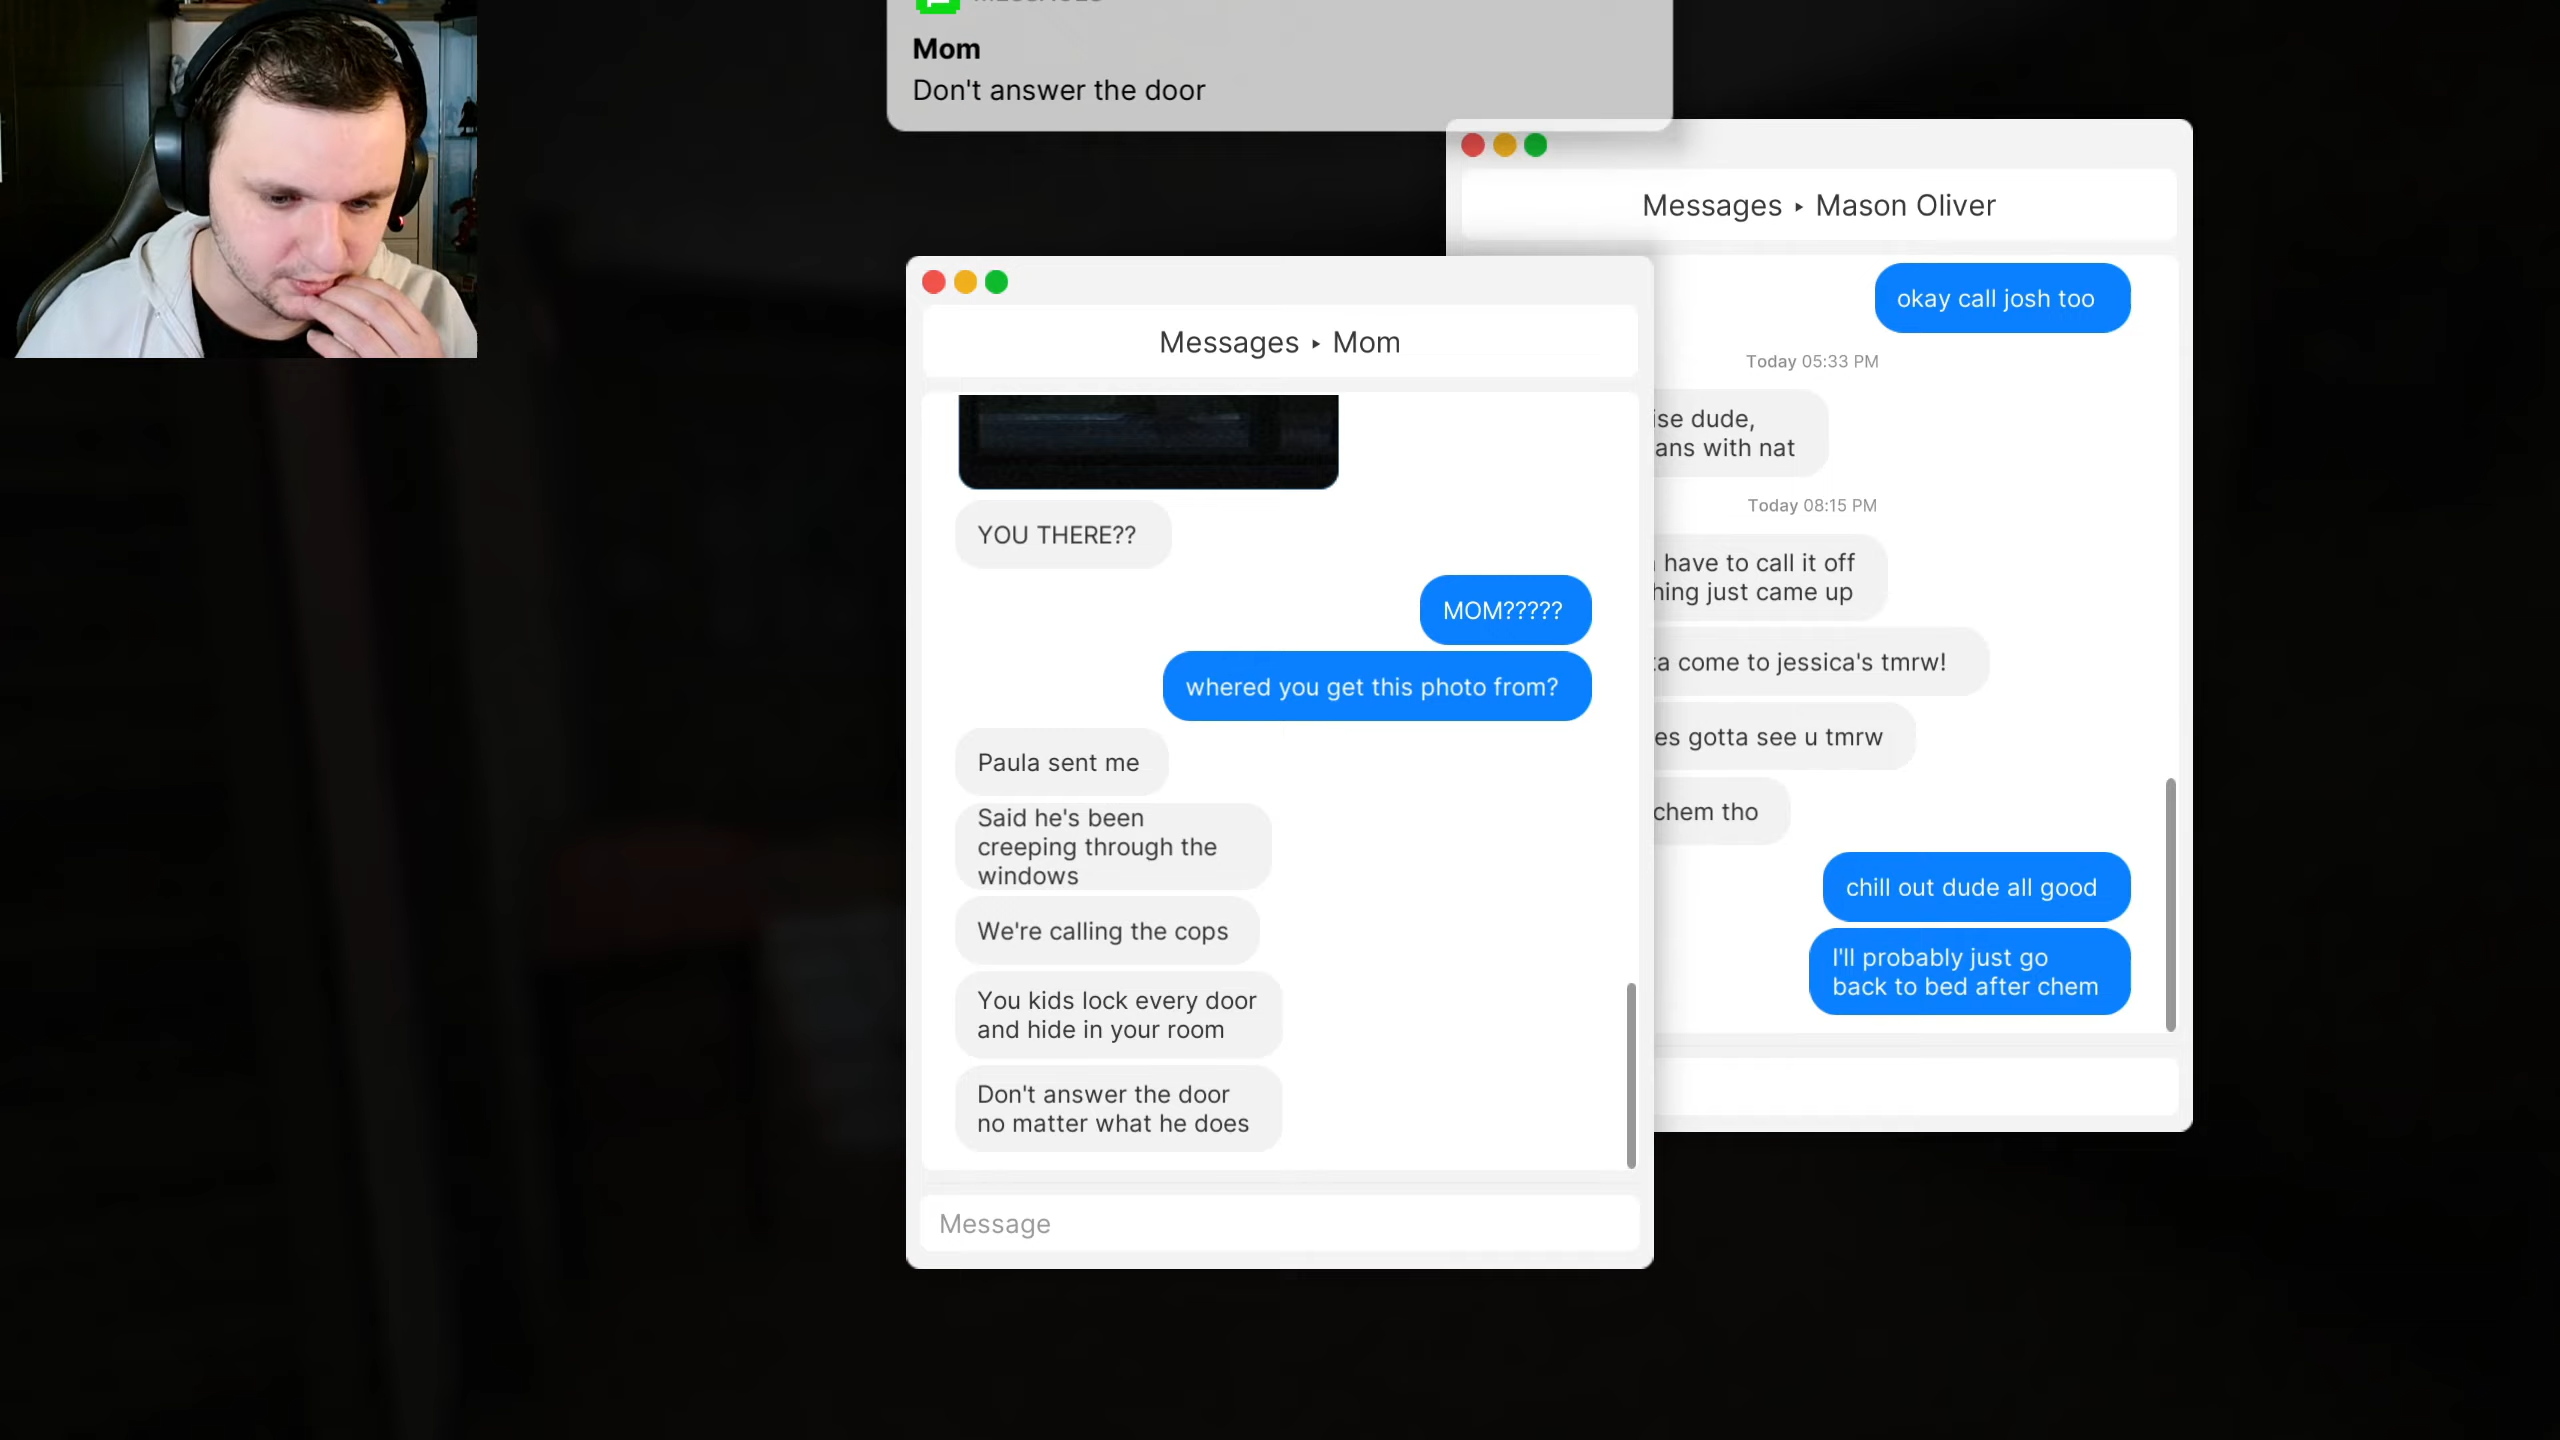 Mom
Don't answer the door
Messages ▸ Mason Oliver
okay call josh too
Today 05:33 PM
dude,
with nat
Today 08:15 PM
have to call it off
just came up
come to jessica's tmrw!
gotta see u tmrw
chem tho
chill out dude all good
I'll probably just go
back to bed after chem
Messages ▸ Mom
YOU THERE??
MOM?????
whered you get this photo from?
Paula sent me
Said he's been
creeping through the
windows
We're calling the cops
You kids lock every door
and hide in your room
Don't answer the door
no matter what he does
Message